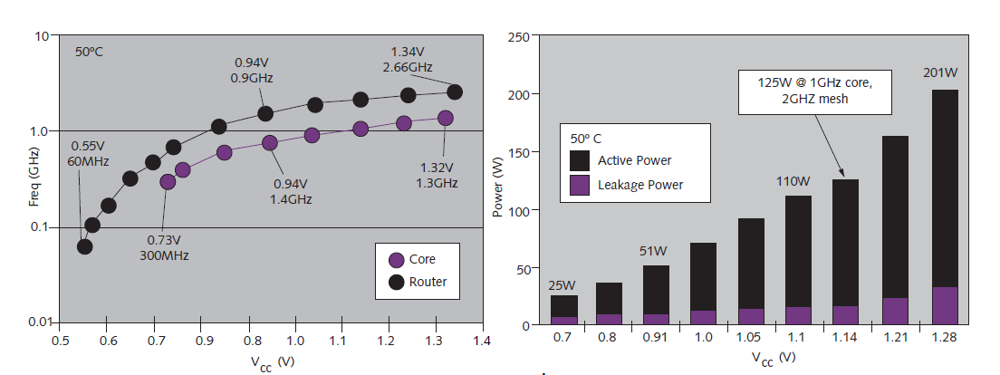 10
50ºC
1.34V
2.66GHz
0.94V
0.9GHz
1.0
0.55V
60MHz
1.32V
1.3GHz
0.94V
1.4GHz
0.1
0.73V
300MHz
Core
Router
0.01
0.5 0.6 0.7 0.9 0.8 0.9 1.0 1.1 1.2 1.3 1.4
Freq (GHz)
VCC (V)
250
201W
125W @ 1GHz core,
2GHZ mesh
200
50º C
150
Active Power
Leakage Power
110W
100
51W
50
25W
0
0.7 0.8 0.91 1.0 1.05 1.1 1.14 1.21 1.28
Power (W)
VCC (V)